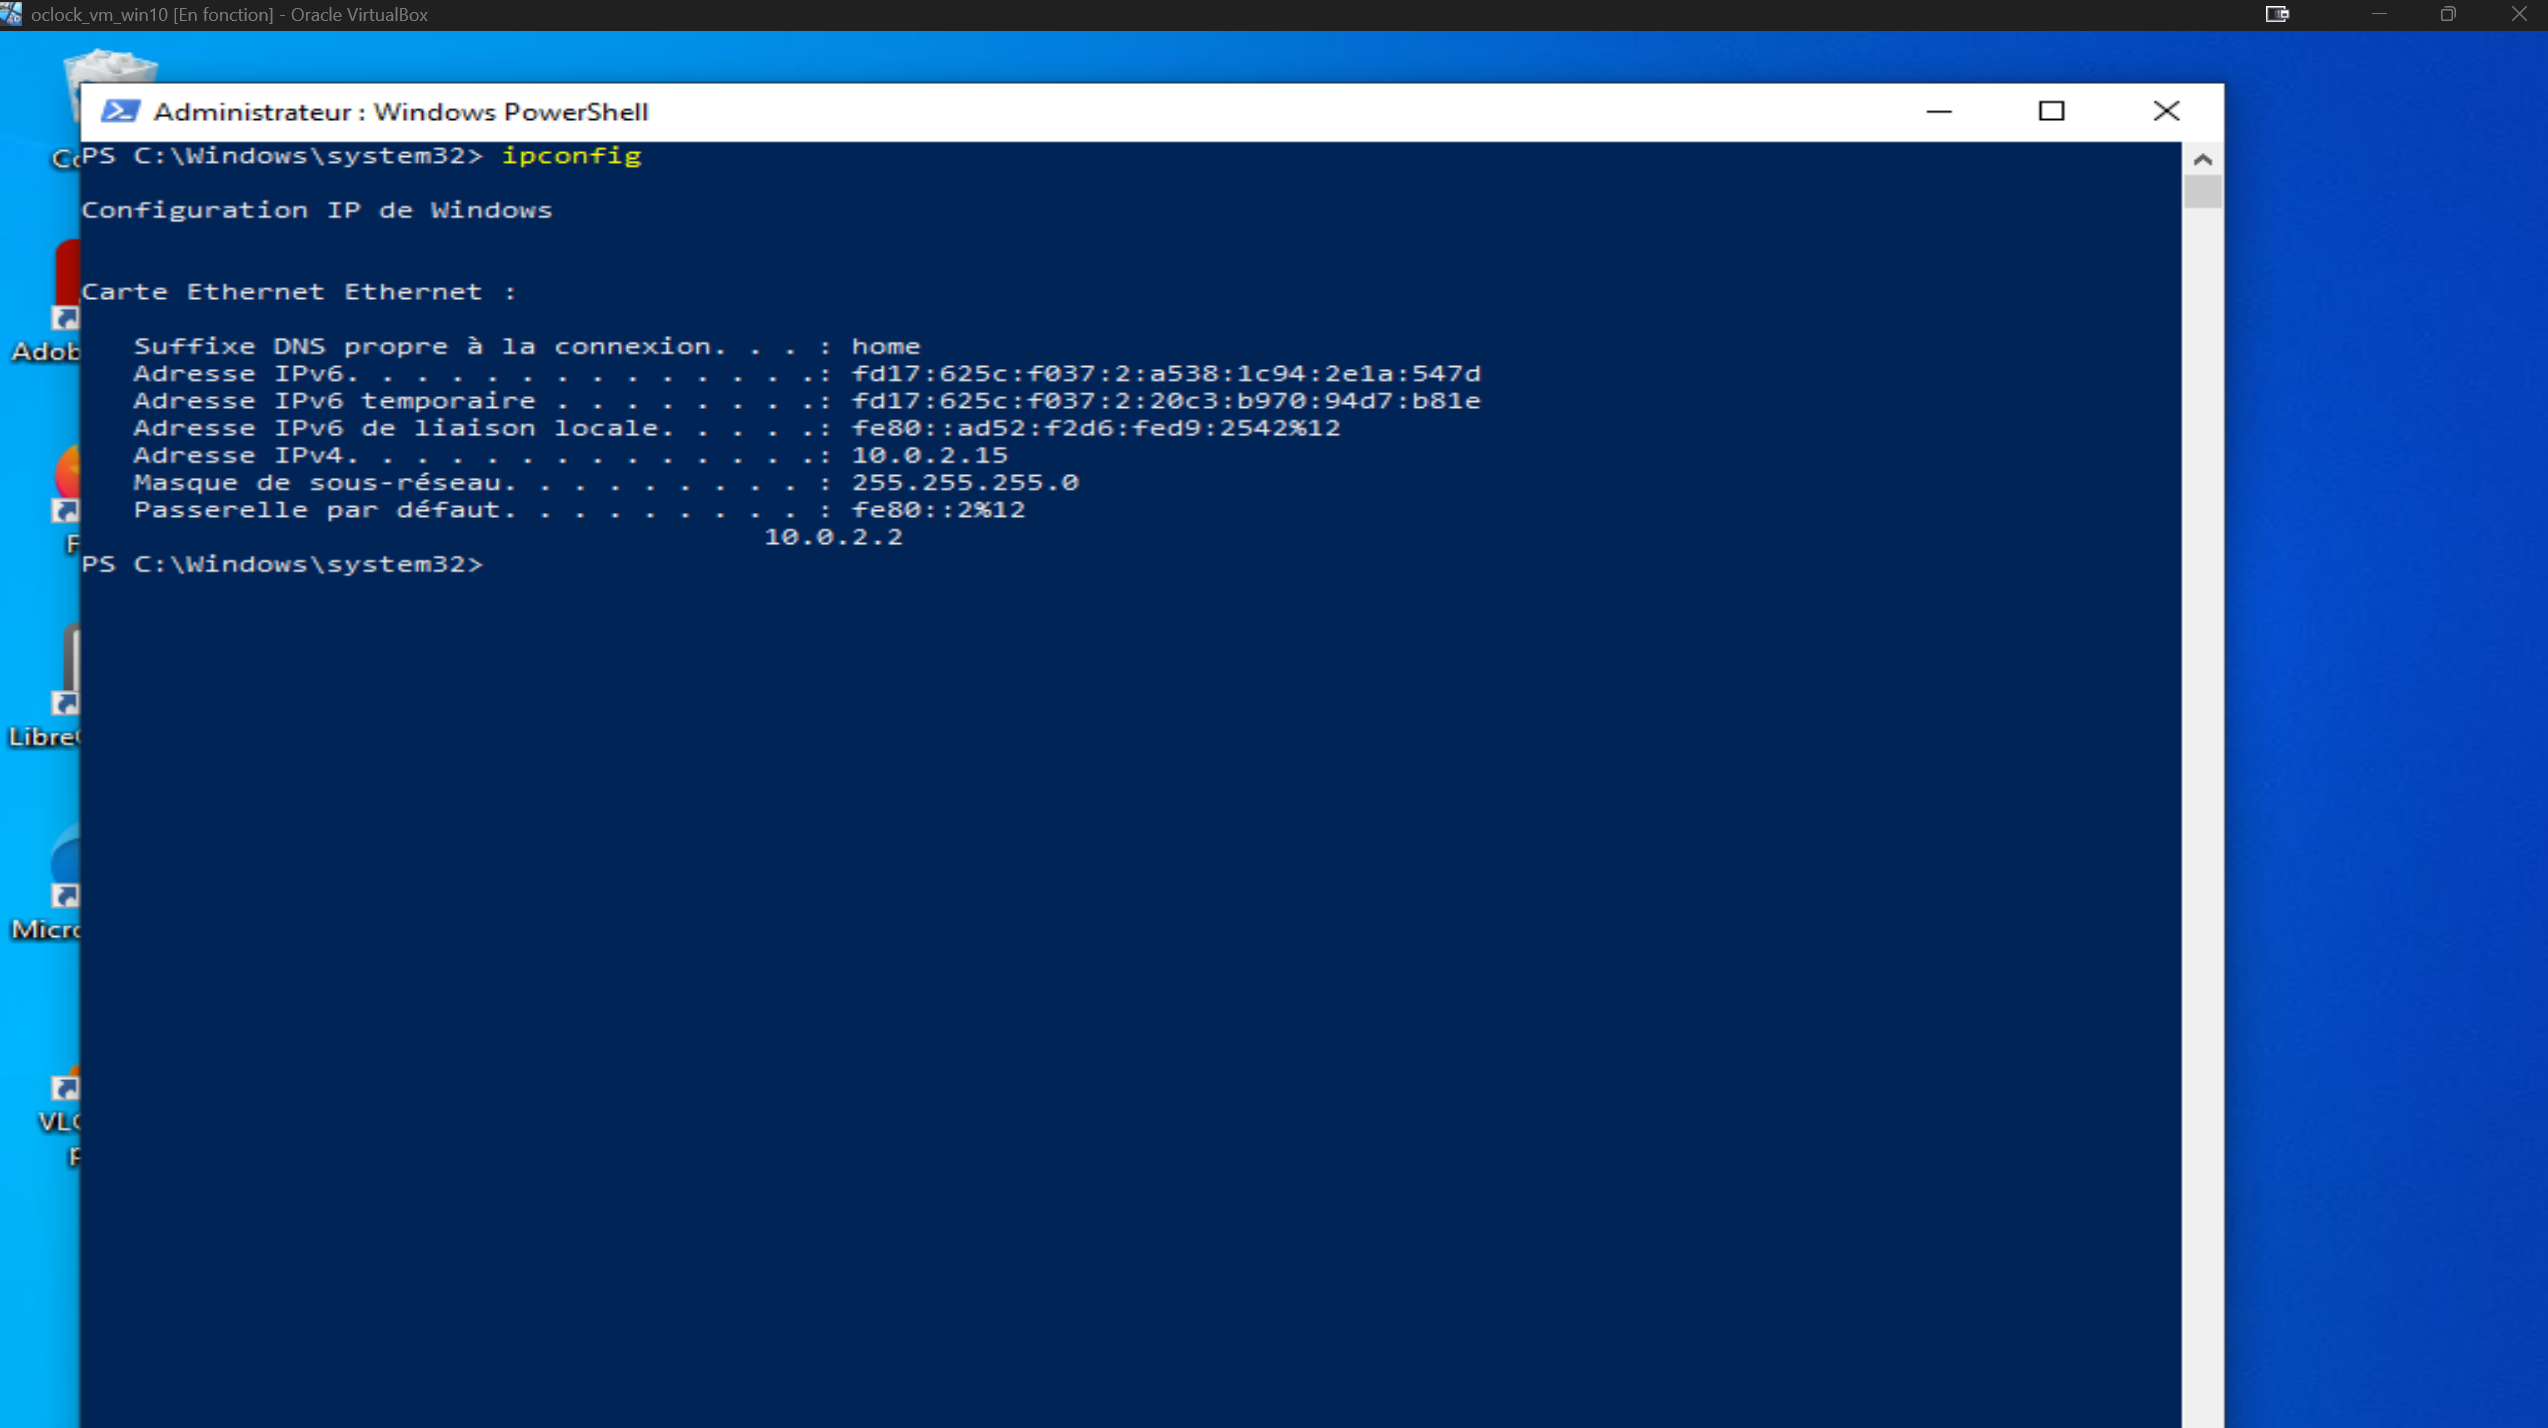 oclock_vm_win10 [En fonction] - Oracle VirtualBox
Administrateur : Windows PowerShell
PS C:\Windows\system32> ipconfig
Configuration IP de Windows
Carte Ethernet Ethernet :
Suffixe DNS propre à la connexion. . . : home
Adresse IPv6. . . . . . . . . . . . . .: fd17:625c:f037:2:a538:1c94:2e1a:547d
Adresse IPv6 temporaire . . . . . . . .: fd17:625c:f037:2:20c3:b970:94d7:b81e
Adresse IPv6 de liaison locale. . . . .: fe80::ad52:f2d6:fed9:2542%12
Adresse IPv4. . . . . . . . . . . . . .: 10.0.2.15
Masque de sous-réseau. . . . . . . . . : 255.255.255.0
Passerelle par défaut. . . . . . . . . : fe80::2%12
10.0.2.2
PS C:\Windows\system32>
Adob
Libre
Micro
VLC